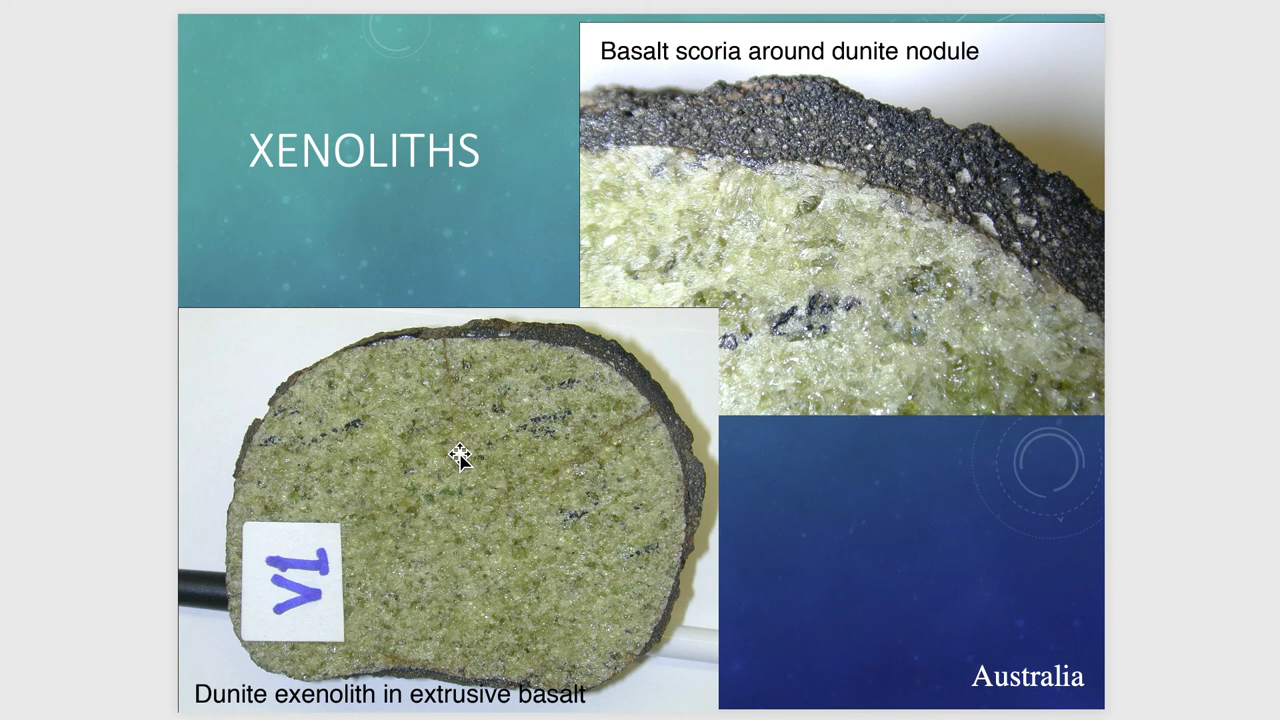 XENOLITHS
Basalt scoria around dunite nodule
V1
Dunite exenolith in extrusive basalt
Australia